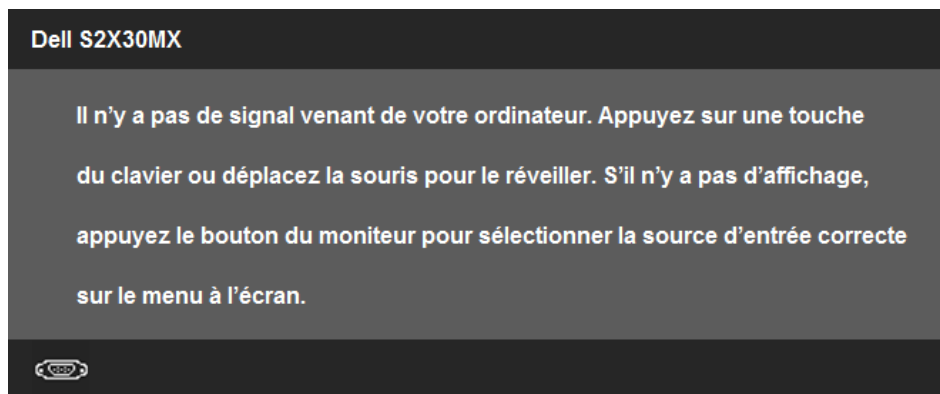 Dell S2X30MX
Il n’y a pas de signal venant de votre ordinateur. Appuyez sur une touche
du clavier ou déplacez la souris pour le réveiller. S’il n’y a pas d’affichage,
appuyez le bouton du moniteur pour sélectionner la source d’entrée correcte
sur le menu à l’écran.